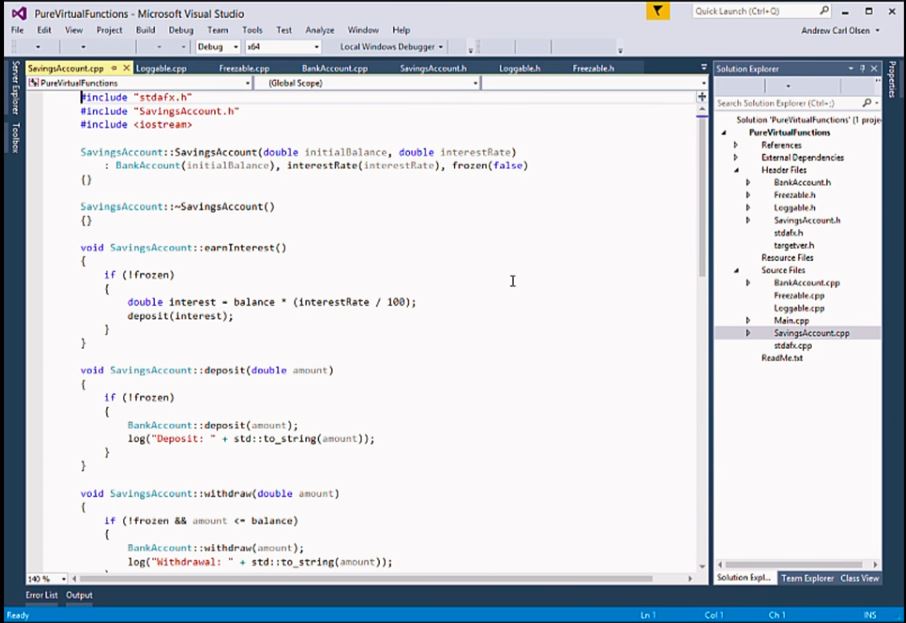 PureVirtualFunctions - Microsoft Visual Studio
Quick Launch (Ctrl+Q)
File Edit View Project Build Debug Team Tools Test Analyze Window Help
Andrew Carl Olsen
Debug x64 Local Windows Debugger
Server Explorer
Toolbox
SavingsAccount.cpp Loggable.cpp Freezable.cpp BankAccount.cpp SavingsAccount.h Loggable.h Freezable.h
PureVirtualFunctions (Global Scope)
#include "stdafx.h"
#include "SavingsAccount.h"
#include <iostream>
SavingsAccount::SavingsAccount(double initialBalance, double interestRate)
: BankAccount(initialBalance), interestRate(interestRate), frozen(false)
{}
SavingsAccount::~SavingsAccount()
{}
void SavingsAccount::earnInterest()
{
if (!frozen)
{
double interest = balance * (interestRate / 100);
deposit(interest);
}
}
void SavingsAccount::deposit(double amount)
{
if (!frozen)
{
BankAccount::deposit(amount);
log("Deposit: " + std::to_string(amount));
}
}
void SavingsAccount::withdraw(double amount)
{
if (!frozen && amount <= balance)
{
BankAccount::withdraw(amount);
log("Withdrawal: " + std::to_string(amount));
140 %
Solution Explorer
Search Solution Explorer (Ctrl+;)
Solution 'PureVirtualFunctions' (1 proje
PureVirtualFunctions
References
External Dependencies
Header Files
BankAccount.h
Freezable.h
Loggable.h
SavingsAccount.h
stdafx.h
targetver.h
Resource Files
Source Files
BankAccount.cpp
Freezable.cpp
Loggable.cpp
Main.cpp
SavingsAccount.cpp
stdafx.cpp
ReadMe.txt
Solution Expl... Team Explorer Class View
Properties
Error List Output
Ready Ln 1 Col 1 Ch 1 INS